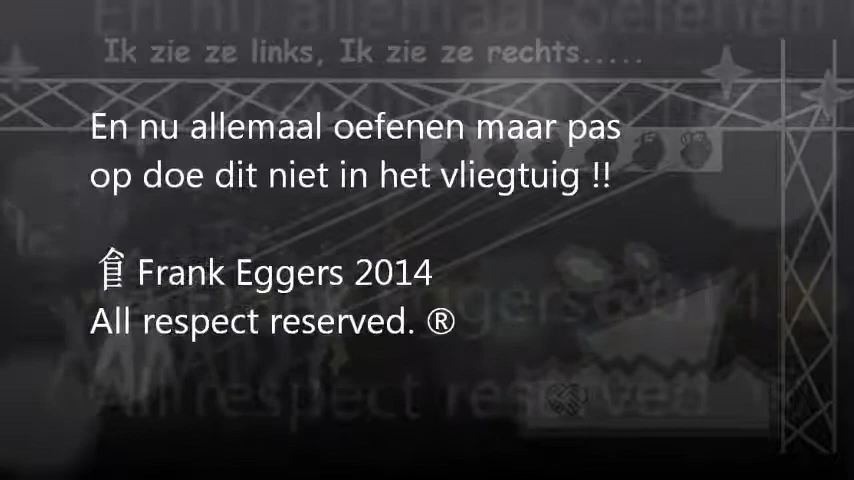 Ik zie ze links, Ik zie ze rechts.....
En nu allemaal oefenen maar pas
op doe dit niet in het vliegtuig !!
Frank Eggers 2014
All respect reserved. ®